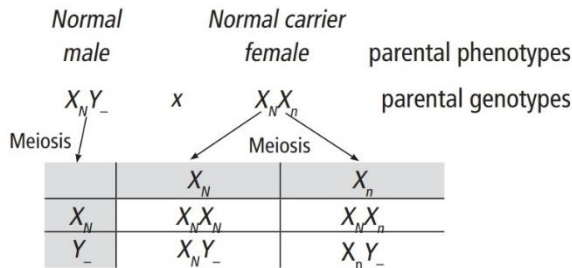 Normal Normal carrier
male female parental phenotypes
X_N Y_– x X_N X_n parental genotypes
Meiosis Meiosis
X_N X_n
X_N X_N X_N X_N X_n
Y_– X_N Y_– X_n Y_–